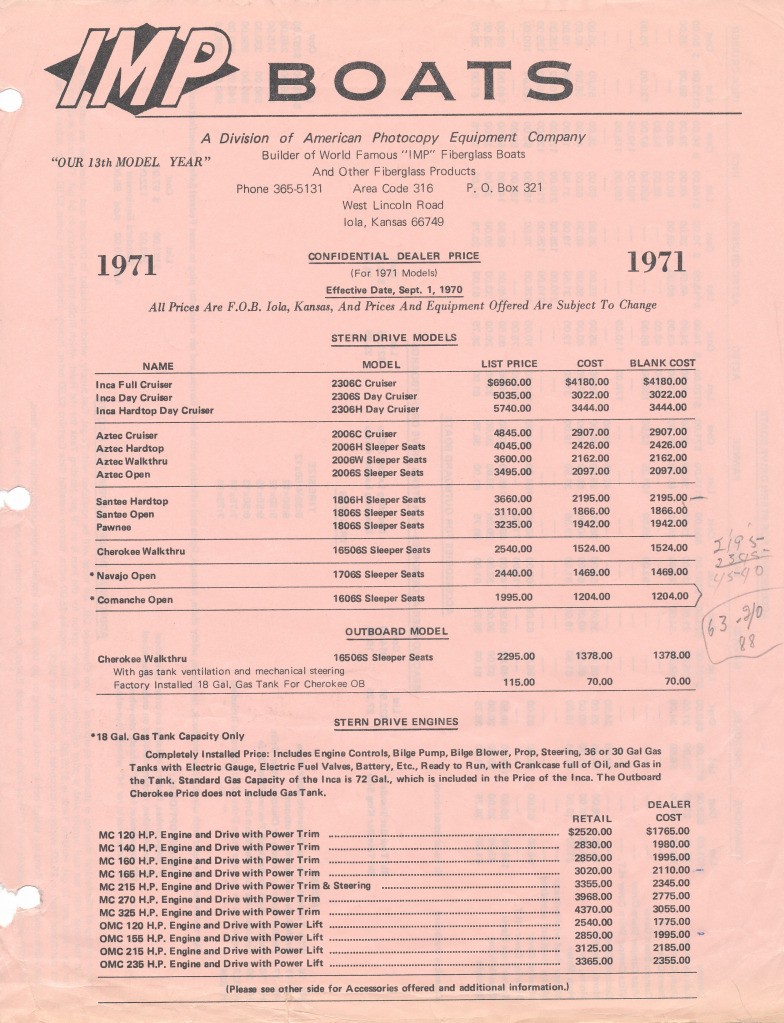 IMP BOATS
A Division of American Photocopy Equipment Company
"OUR 13th MODEL YEAR"
Builder of World Famous "IMP" Fiberglass Boats
And Other Fiberglass Products
Phone 365-5131 Area Code 316 P. O. Box 321
West Lincoln Road
Iola, Kansas 66749
1971 CONFIDENTIAL DEALER PRICE 1971
(For 1971 Models)
Effective Date, Sept. 1, 1970
All Prices Are F.O.B. Iola, Kansas, And Prices And Equipment Offered Are Subject To Change
STERN DRIVE MODELS
NAME MODEL LIST PRICE COST BLANK COST
Inca Full Cruiser 2306C Cruiser $6960.00 $4180.00 $4180.00
Inca Day Cruiser 2306S Day Cruiser 5035.00 3022.00 3022.00
Inca Hardtop Day Cruiser 2306H Day Cruiser 5740.00 3444.00 3444.00
Aztec Cruiser 2006C Cruiser 4845.00 2907.00 2907.00
Aztec Hardtop 2006H Sleeper Seats 4045.00 2426.00 2426.00
Aztec Walkthru 2006W Sleeper Seats 3600.00 2162.00 2162.00
Aztec Open 2006S Sleeper Seats 3495.00 2097.00 2097.00
Santee Hardtop 1806H Sleeper Seats 3660.00 2195.00 2195.00
Santee Open 1806S Sleeper Seats 3110.00 1866.00 1866.00
Pawnee 1806S Sleeper Seats 3235.00 1942.00 1942.00
Cherokee Walkthru 16506S Sleeper Seats 2540.00 1524.00 1524.00
* Navajo Open 1706S Sleeper Seats 2440.00 1469.00 1469.00
* Comanche Open 1606S Sleeper Seats 1995.00 1204.00 1204.00
63.20
88
OUTBOARD MODEL
Cherokee Walkthru 16506S Sleeper Seats 2295.00 1378.00 1378.00
With gas tank ventilation and mechanical steering
Factory Installed 18 Gal. Gas Tank For Cherokee OB 115.00 70.00 70.00
STERN DRIVE ENGINES
*18 Gal. Gas Tank Capacity Only
Completely Installed Price: Includes Engine Controls, Bilge Pump, Bilge Blower, Prop, Steering, 36 or 30 Gal Gas
Tanks with Electric Gauge, Electric Fuel Valves, Battery, Etc., Ready to Run, with Crankcase full of Oil, and Gas in
the Tank. Standard Gas Capacity of the Inca is 72 Gal., which is included in the Price of the Inca. The Outboard
Cherokee Price does not include Gas Tank.
RETAIL DEALER COST
MC 120 H.P. Engine and Drive with Power Trim $2520.00 $1765.00
MC 140 H.P. Engine and Drive with Power Trim 2830.00 1980.00
MC 160 H.P. Engine and Drive with Power Trim 2850.00 1995.00
MC 165 H.P. Engine and Drive with Power Trim 3020.00 2110.00
MC 215 H.P. Engine and Drive with Power Trim & Steering 3355.00 2345.00
MC 270 H.P. Engine and Drive with Power Trim 3968.00 2775.00
MC 325 H.P. Engine and Drive with Power Trim 4370.00 3055.00
OMC 120 H.P. Engine and Drive with Power Lift 2540.00 1775.00
OMC 155 H.P. Engine and Drive with Power Lift 2850.00 1995.00
OMC 215 H.P. Engine and Drive with Power Lift 3125.00 2185.00
OMC 235 H.P. Engine and Drive with Power Lift 3365.00 2355.00
(Please see other side for Accessories offered and additional information.)